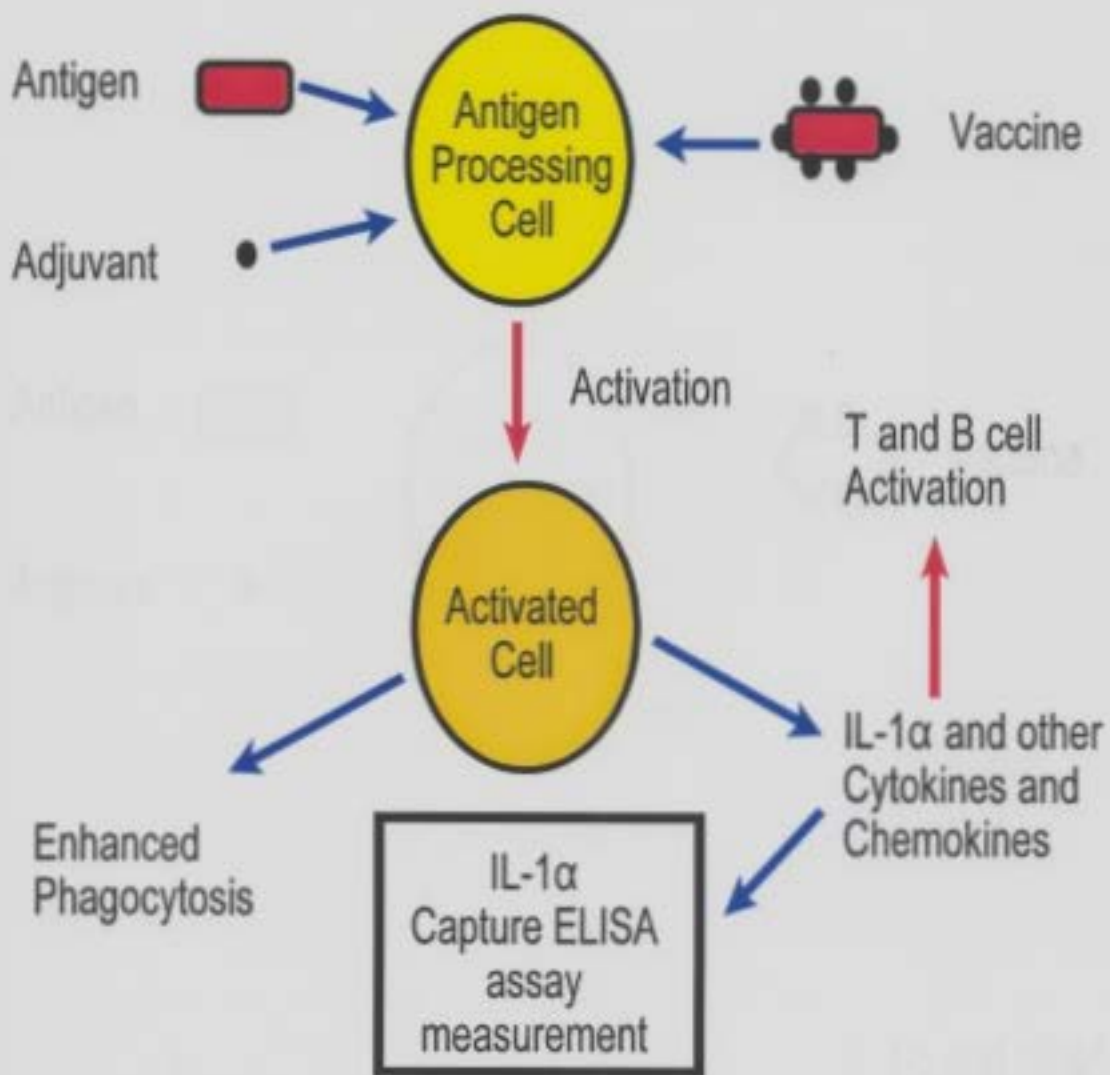 Antigen
Antigen
Processing
Cell
Vaccine
Adjuvant
Activation
T and B cell
Activation
Activated
Cell
IL-1α and other
Cytokines and
Chemokines
Enhanced
Phagocytosis
IL-1α
Capture ELISA
assay
measurement